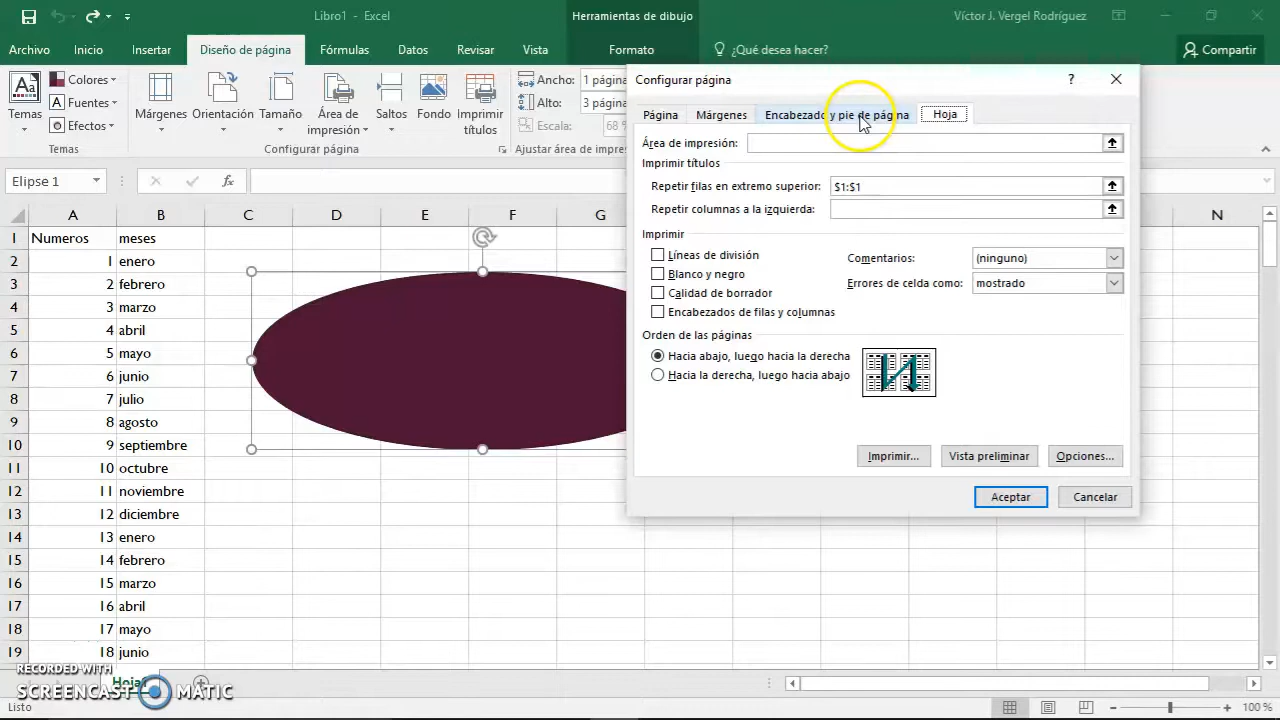 Libro1 - Excel
Herramientas de dibujo
Víctor J. Vergel Rodríguez
Archivo Inicio Insertar Diseño de página Fórmulas Datos Revisar Vista Formato ¿Qué desea hacer? Compartir
Temas
Colores
Fuentes
Efectos
Temas
Márgenes
Orientación
Tamaño
Área de impresión
Saltos
Fondo
Imprimir títulos
Configurar página
Ancho: 1 página
Alto: 3 página
Escala: 68 %
Ajustar área de impres
Elipse 1
fx
A B C D E F G N
1 Numeros meses
2 1 enero
3 2 febrero
4 3 marzo
5 4 abril
6 5 mayo
7 6 junio
8 7 julio
9 8 agosto
10 9 septiembre
11 10 octubre
12 11 noviembre
13 12 diciembre
14 13 enero
15 14 febrero
16 15 marzo
17 16 abril
18 17 mayo
19 18 junio
Configurar página
?
Página Márgenes Encabezado y pie de página Hoja
Área de impresión:
Imprimir títulos
Repetir filas en extremo superior: $1:$1
Repetir columnas a la izquierda:
Imprimir
Líneas de división
Blanco y negro
Calidad de borrador
Encabezados de filas y columnas
Comentarios: (ninguno)
Errores de celda como: mostrado
Orden de las páginas
Hacia abajo, luego hacia la derecha
Hacia la derecha, luego hacia abajo
Imprimir... Vista preliminar Opciones...
Aceptar Cancelar
RECORDED WITH
SCREENCAST MATIC
Listo
100 %